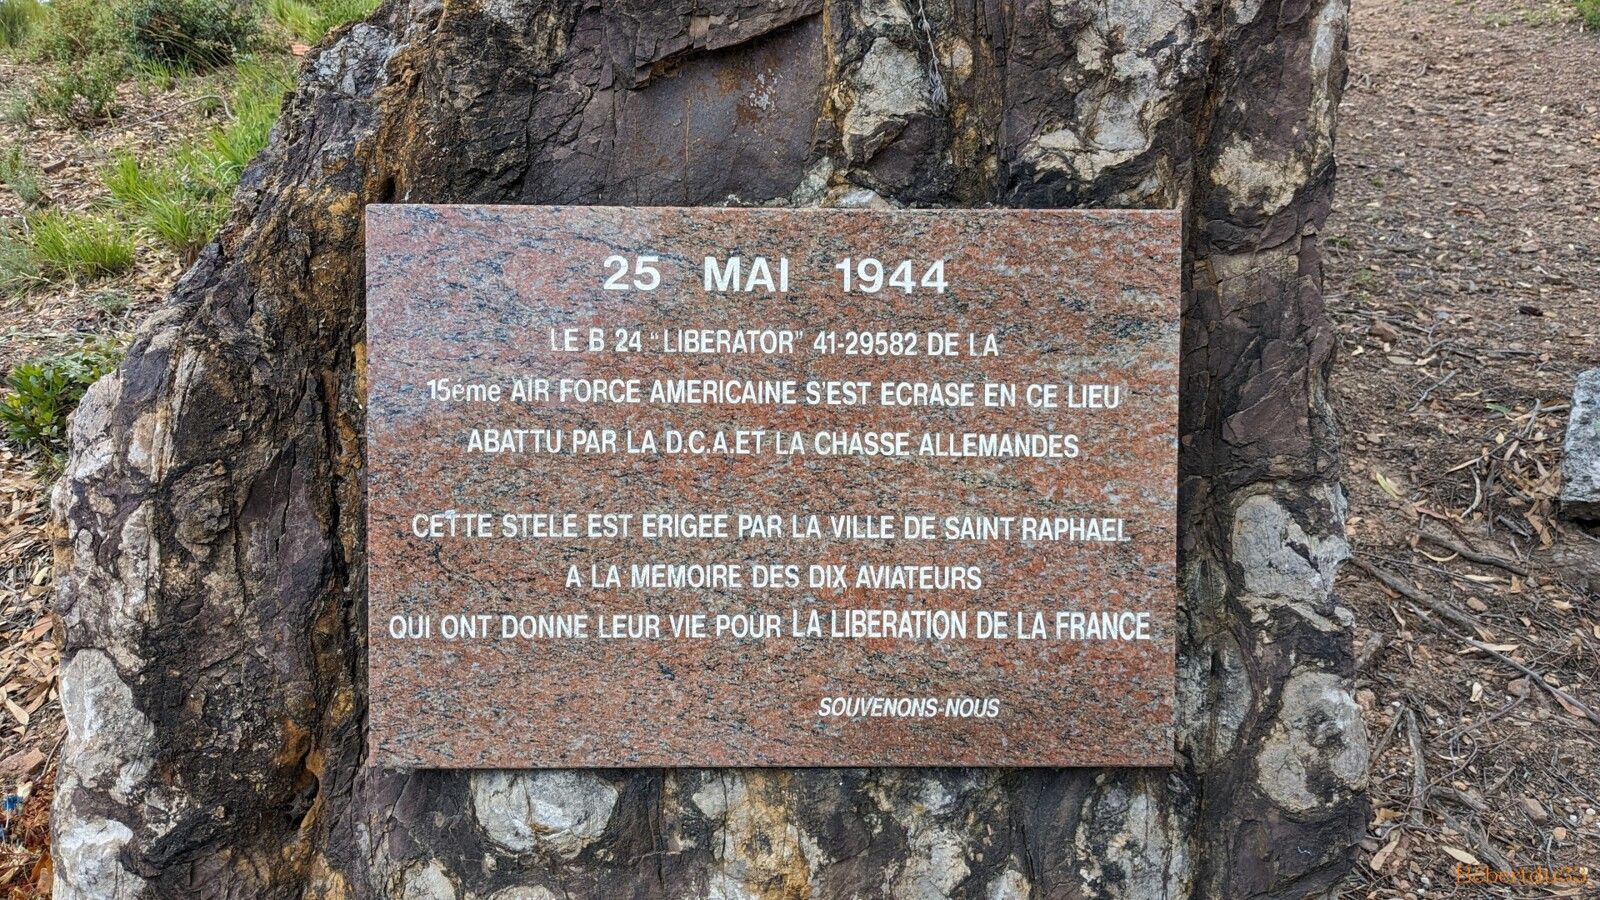 25 MAI 1944
LE B 24 "LIBERATOR" 41-29582 DE LA
15éme AIR FORCE AMERICAINE S'EST ECRASE EN CE LIEU
ABATTU PAR LA D.C.A.ET LA CHASSE ALLEMANDES
CETTE STELE EST ERIGEE PAR LA VILLE DE SAINT RAPHAEL
A LA MEMOIRE DES DIX AVIATEURS
QUI ONT DONNE LEUR VIE POUR LA LIBERATION DE LA FRANCE
SOUVENONS-NOUS